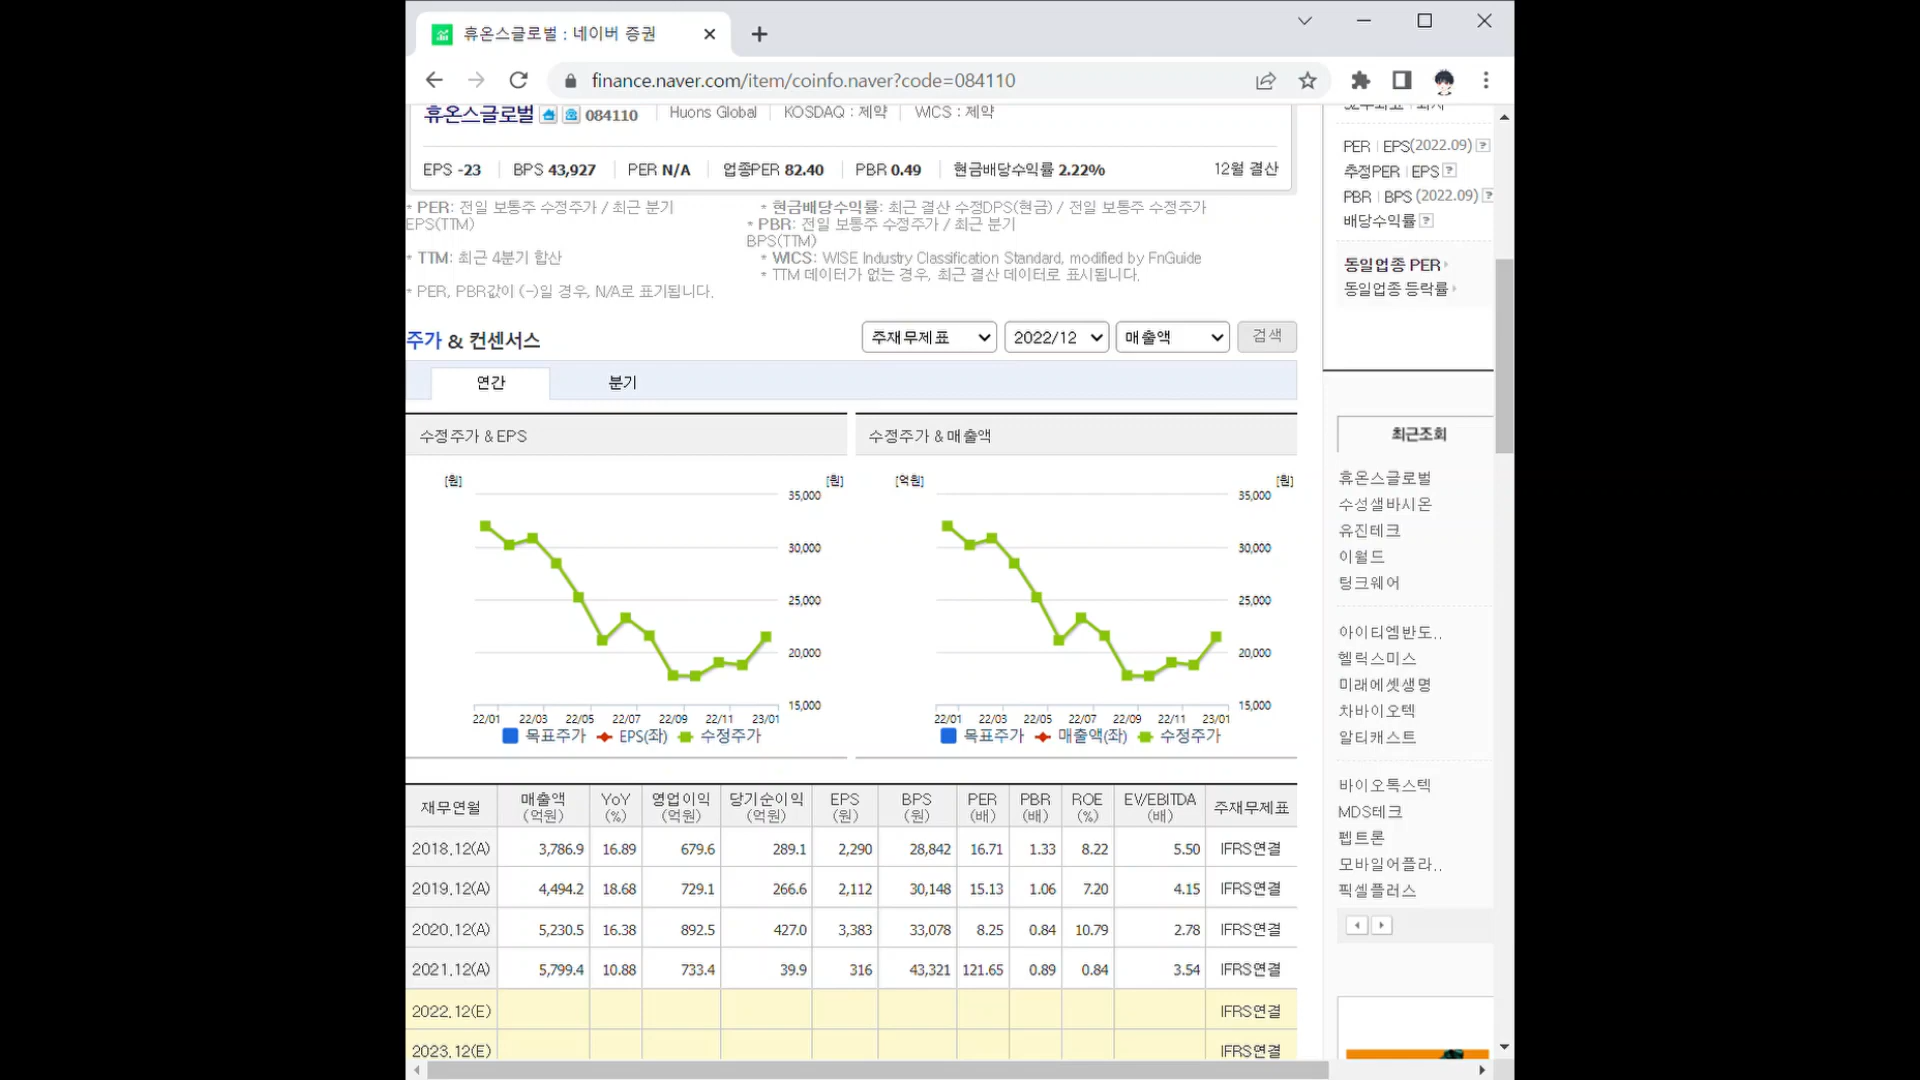 휴온스글로벌 : 네이버 증권
finance.naver.com/item/coinfo.naver?code=084110
휴온스글로벌 084110 Huons Global KOSDAQ : 제약 WICS : 제약
EPS -23 BPS 43,927 PER N/A 업종PER 82.40 PBR 0.49 현금배당수익률 2.22% 12월 결산
* PER: 전일 보통주 수정주가 / 최근 분기
EPS(TTM)
* TTM: 최근 4분기 합산
* PER, PBR값이 (-)일 경우, N/A로 표기됩니다.
* 현금배당수익률: 최근 결산 수정DPS(현금) / 전일 보통주 수정주가
* PBR: 전일 보통주 수정주가 / 최근 분기
BPS(TTM)
* WICS: WISE Industry Classification Standard, modified by FnGuide
* TTM 데이터가 없는 경우, 최근 결산 데이터로 표시됩니다.
주가 & 컨센서스 주재무제표 2022/12 매출액 검색
연간 분기
수정주가 & EPS
[원] [원]
35,000
30,000
25,000
20,000
15,000
22/01 22/03 22/05 22/07 22/09 22/11 23/01
목표주가 EPS(좌) 수정주가
수정주가 & 매출액
[억원] [원]
35,000
30,000
25,000
20,000
15,000
22/01 22/03 22/05 22/07 22/09 22/11 23/01
목표주가 매출액(좌) 수정주가
재무연월 매출액 (억원) YoY (%) 영업이익 (억원) 당기순이익 (억원) EPS (원) BPS (원) PER (배) PBR (배) ROE (%) EV/EBITDA (배) 주재무제표
2018.12(A) 3,786.9 16.89 679.6 289.1 2,290 28,842 16.71 1.33 8.22 5.50 IFRS연결
2019.12(A) 4,494.2 18.68 729.1 266.6 2,112 30,148 15.13 1.06 7.20 4.15 IFRS연결
2020.12(A) 5,230.5 16.38 892.5 427.0 3,383 33,078 8.25 0.84 10.79 2.78 IFRS연결
2021.12(A) 5,799.4 10.88 733.4 39.9 316 43,321 121.65 0.89 0.84 3.54 IFRS연결
2022.12(E) IFRS연결
2023.12(E) IFRS연결
PER | EPS(2022.09) ?
추정PER | EPS ?
PBR | BPS (2022.09) ?
배당수익률 ?
동일업종 PER
동일업종 등락률
최근조회
휴온스글로벌
수성샐바시온
유진테크
이월드
팅크웨어
아이티엠반도..
헬릭스미스
미래에셋생명
차바이오텍
알티캐스트
바이오톡스텍
MDS테크
펩트론
모바일어플라..
픽셀플러스